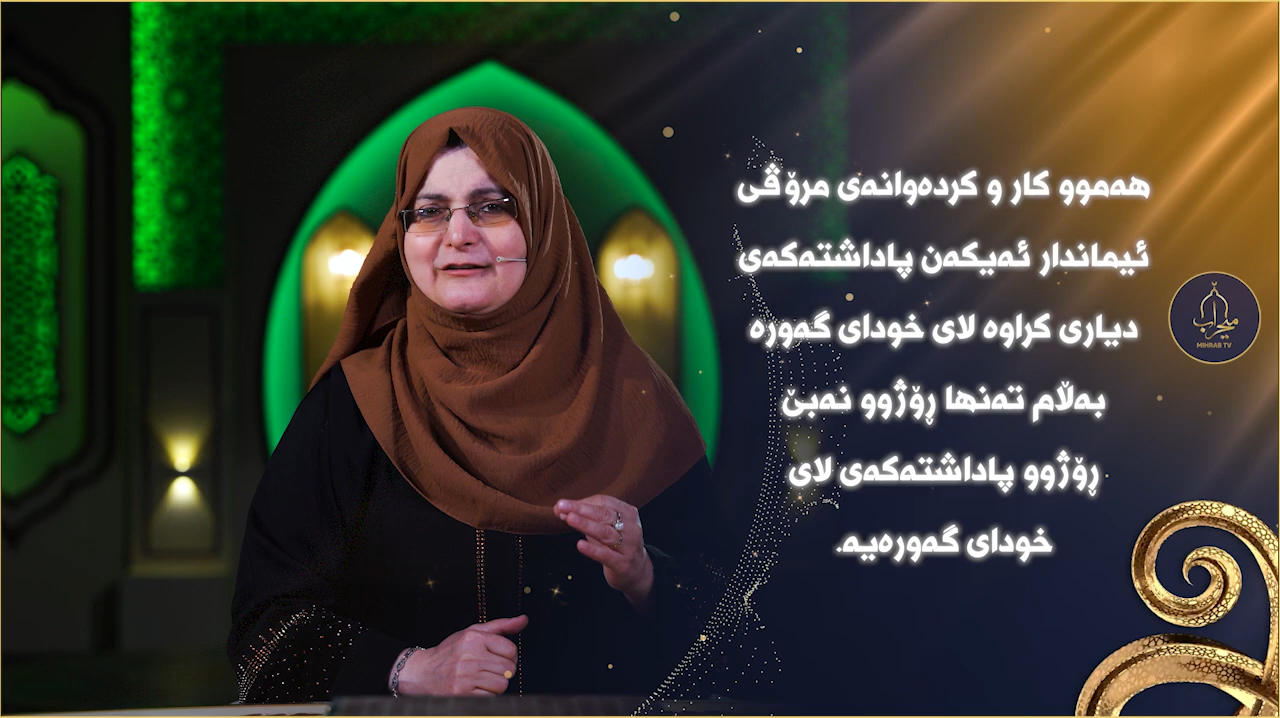 هەموو کار و کردەوانەی مرۆڤی
ئیماندار ئەیکەن پاداشتەکەی
دیاری کراوە لای خودای گەورە
بەڵام تەنها ڕۆژوو نەبێ
ڕۆژوو پاداشتەکەی لای
خودای گەورەیە.
میحراب
MIHRAB TV